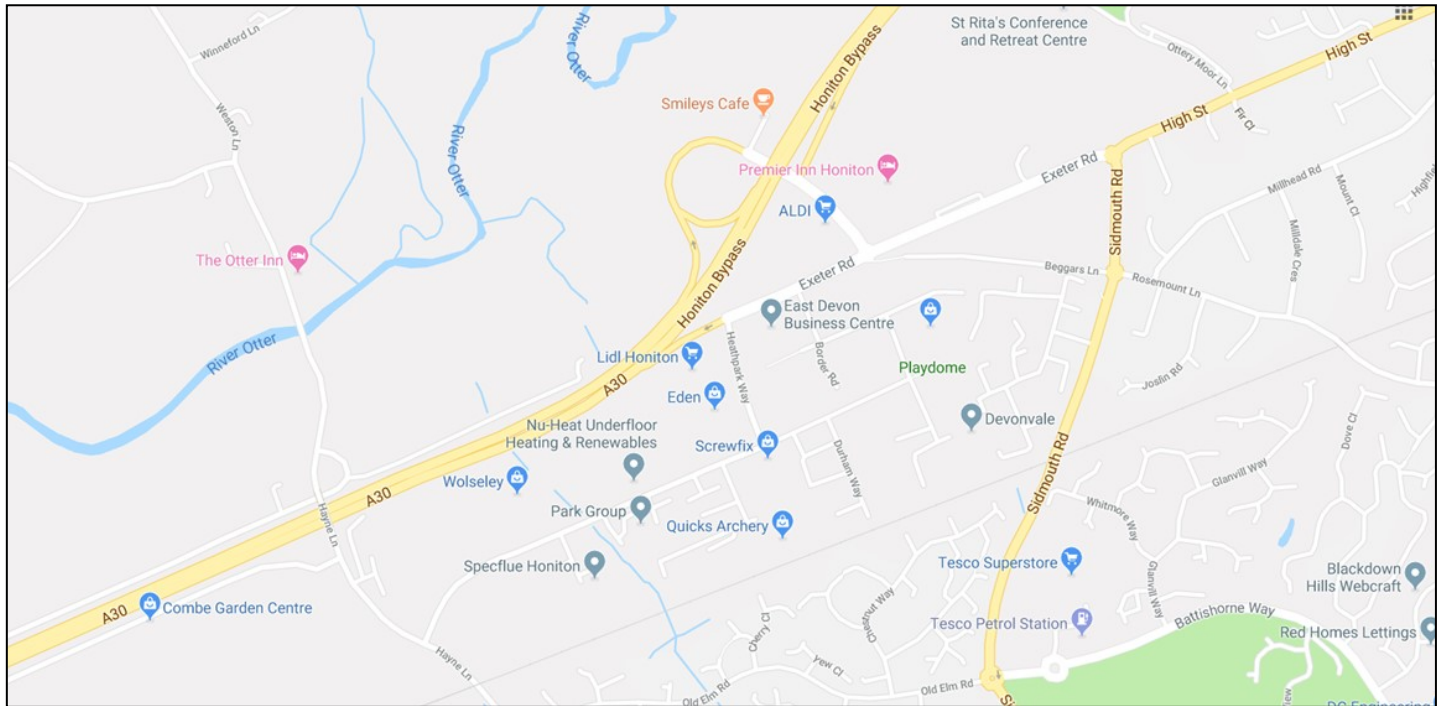 Winneford Ln
Weston Ln
River Otter
River Otter
River Otter
The Otter Inn
Smileys Cafe
Honiton Bypass
Premier Inn Honiton
ALDI
St Rita's Conference
and Retreat Centre
Ottery Moor Ln
High St
High St
Fir Cl
Exeter Rd
Sidmouth Rd
Millhead Rd
Mount Cl
Milldale Cres
Honiton Bypass
Exeter Rd
Beggars Ln
Rosemount Ln
East Devon
Business Centre
Border Rd
Heathpark Way
Lidl Honiton
A30
Eden
Playdome
Joslin Rd
Devonvale
Nu-Heat Underfloor
Heating & Renewables
Screwfix
Durham Way
Dove Cl
Wolseley
A30
Park Group
Quicks Archery
Sidmouth Rd
Glanvill Way
Whitmore Way
Hayne Ln
Specflue Honiton
Tesco Superstore
Glanvill Way
Blackdown
Hills Webcraft
Combe Garden Centre
A30
Chestnut Way
Cherry Cl
Tesco Petrol Station
Battishorne Way
Red Homes Lettings
Hayne Ln
Yew Cl
Old Elm Rd
Old Elm Rd